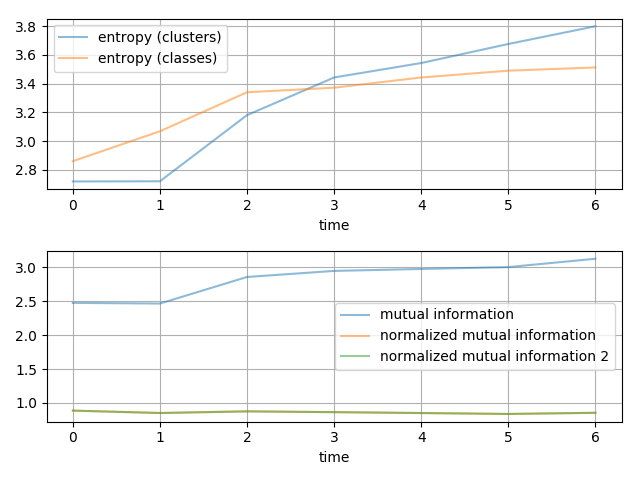 3.8
3.6
3.4
3.2
3.0
2.8
entropy (clusters)
entropy (classes)
0 1 2 3 4 5 6
time
3.0
2.5
2.0
1.5
1.0
mutual information
normalized mutual information
normalized mutual information 2
0 1 2 3 4 5 6
time